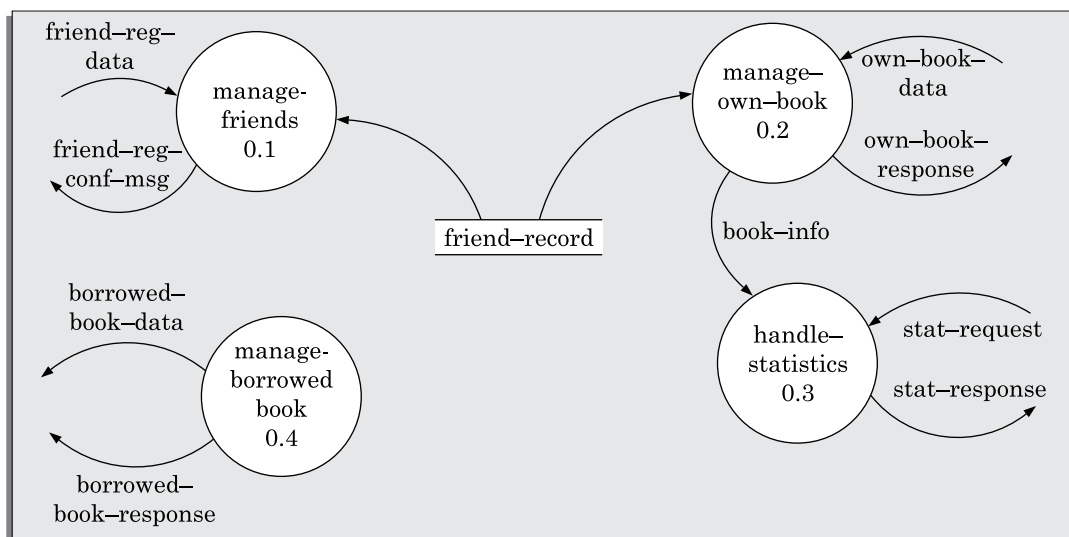 friend–reg–
data
manage-
friends
0.1
friend–reg–
conf–msg
manage–
own–book
0.2
own–book–
data
own–book–
response
friend–record
book–info
borrowed–
book–data
manage-
borrowed
book
0.4
borrowed–
book–response
handle–
statistics
0.3
stat–request
stat–response